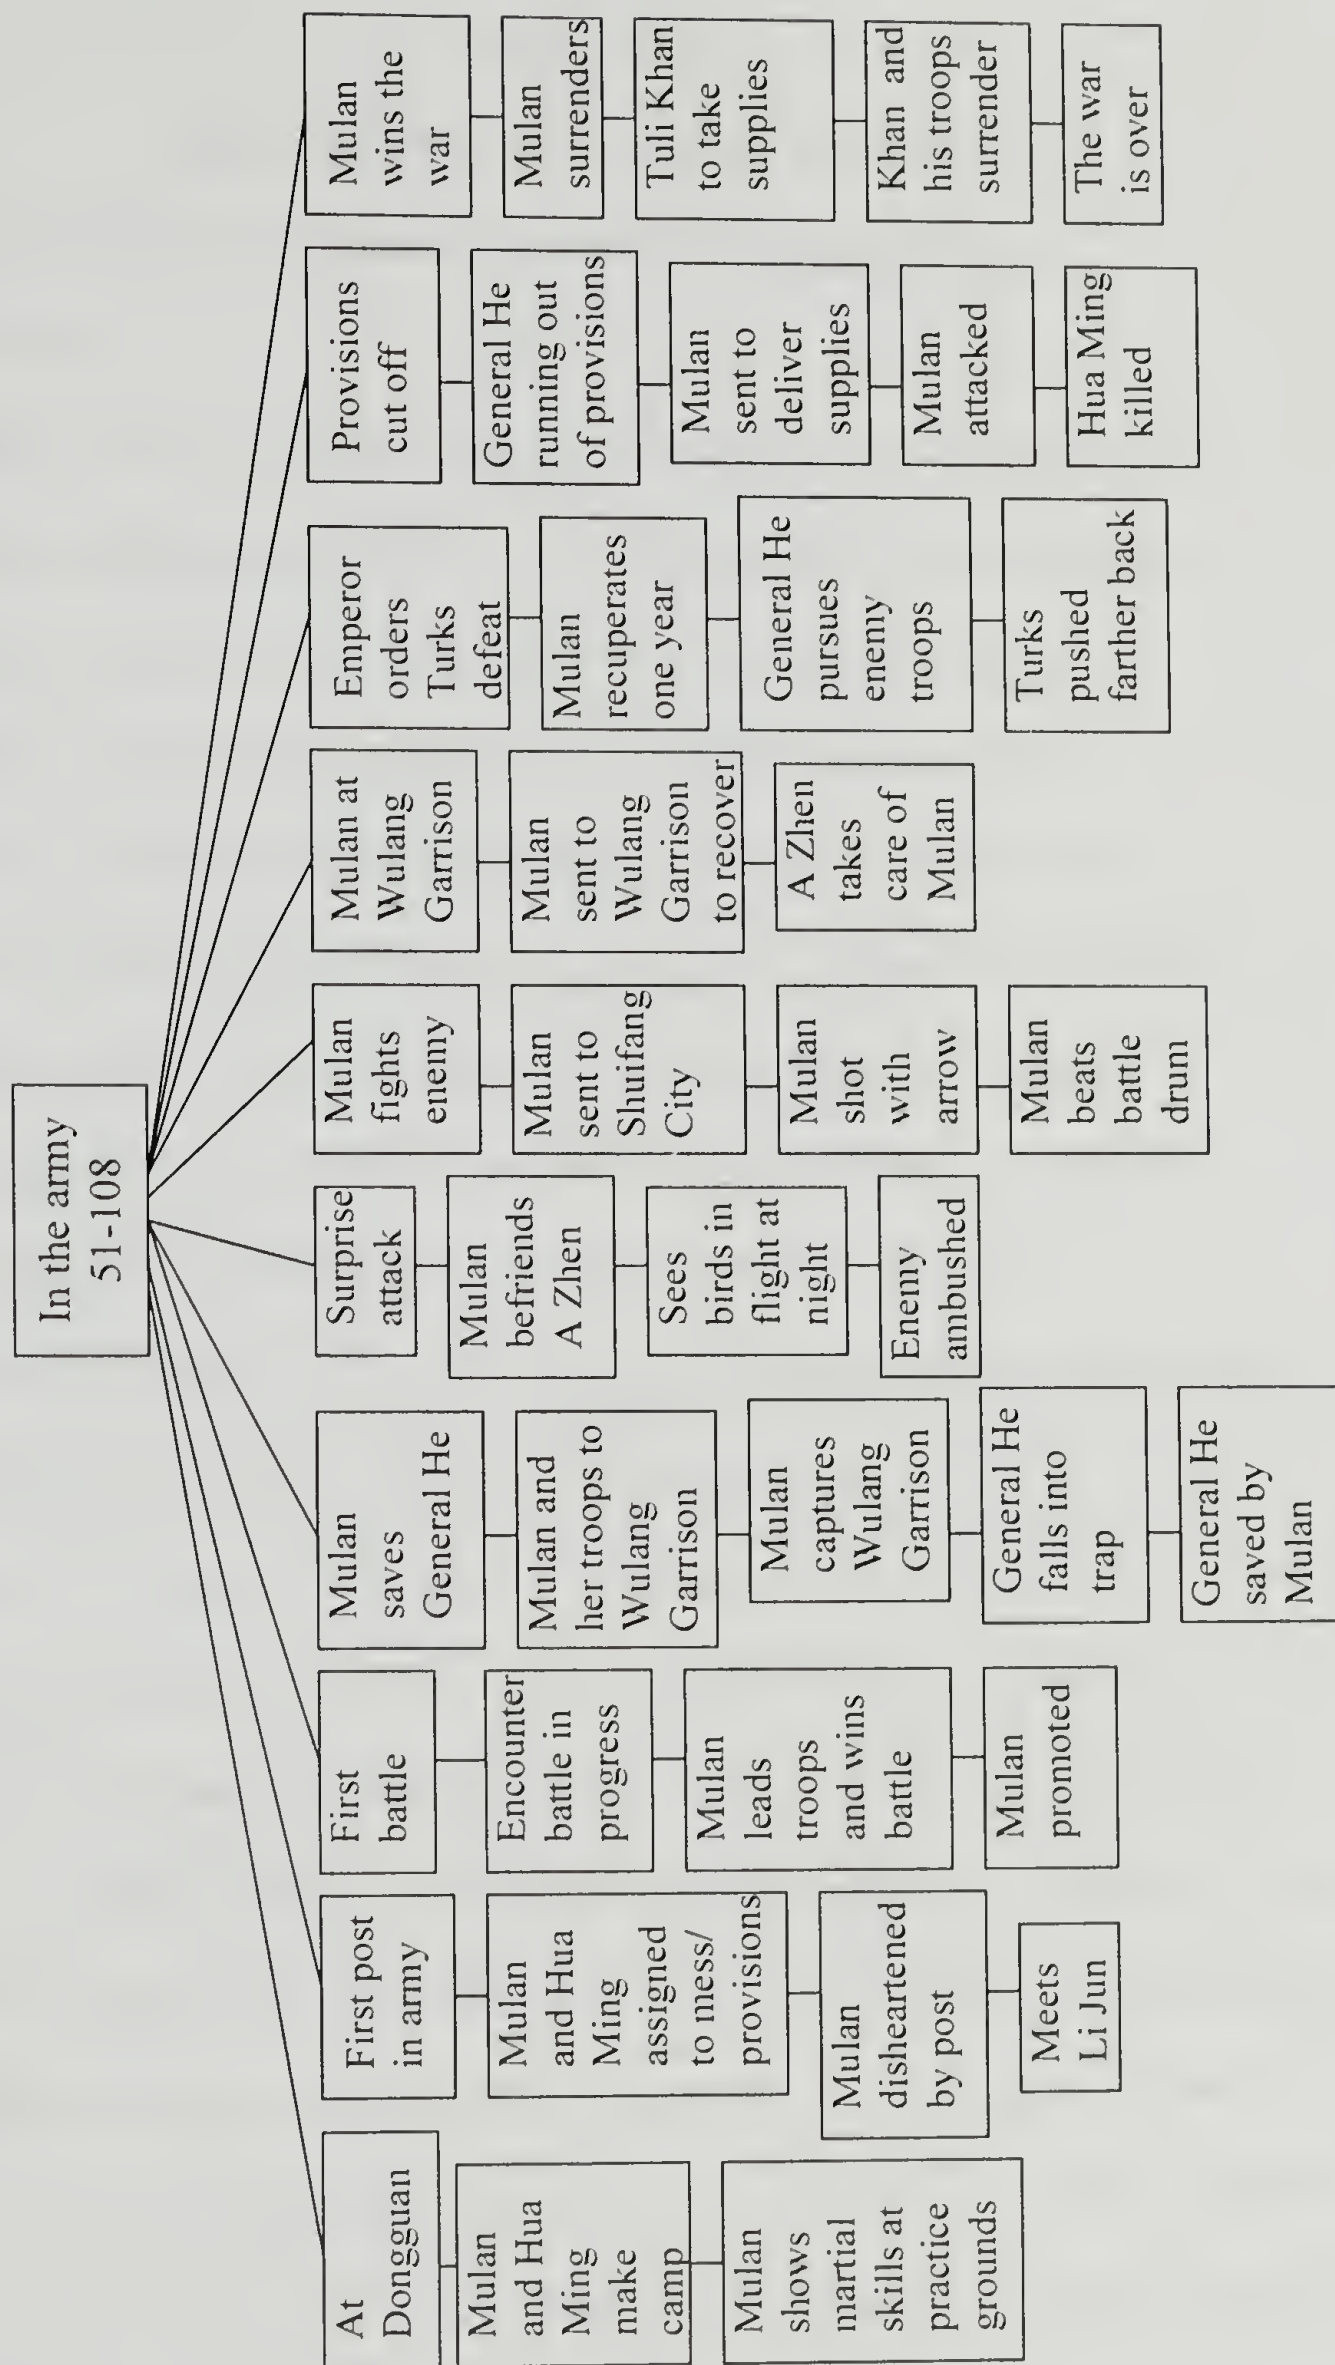 In the army
51-108
At
Dongguan
Mulan
and Hua
Ming
make
camp
Mulan
shows
martial
skills at
practice
grounds
First post
in army
Mulan
and Hua
Ming
assigned
to mess/
provisions
Mulan
disheartened
by post
Meets
Li Jun
First
battle
Encounter
battle in
progress
Mulan
leads
troops
and wins
battle
Mulan
pronoted
Mulan
saves
General He
Mulan and
her troops to
Wulang
Garrison
Mulan
captures
Wulang
Garrison
General He
falls into
trap
General He
saved by
Mulan
Surprise
attack
Mulan
befriends
A Zhen
Sees
birds in
flight at
night
Enemy
ambushed
Mulan
fights
enemy
Mulan
sent to
Shuifang
City
Mulan
shot
with
arrow
Mulan
beats
battle
drum
Mulan at
Wulang
Garrison
Mulan
sent to
Wulang
Garrison
to recover
A Zhen
takes
care of
Mulan
Emperor
orders
Turks
defeat
Mulan
recuperates
one year
General He
pursues
enemy
troops
Turks
pushed
farther back
Provisions
cut off
General He
running out
of provisions
Mulan
sent to
deliver
supplies
Mulan
attacked
Hua Ming
killed
Mulan
wins the
war
Mulan
surrenders
Tuli Khan
to take
supplies
Khan and
his troops
surrender
The war
is over